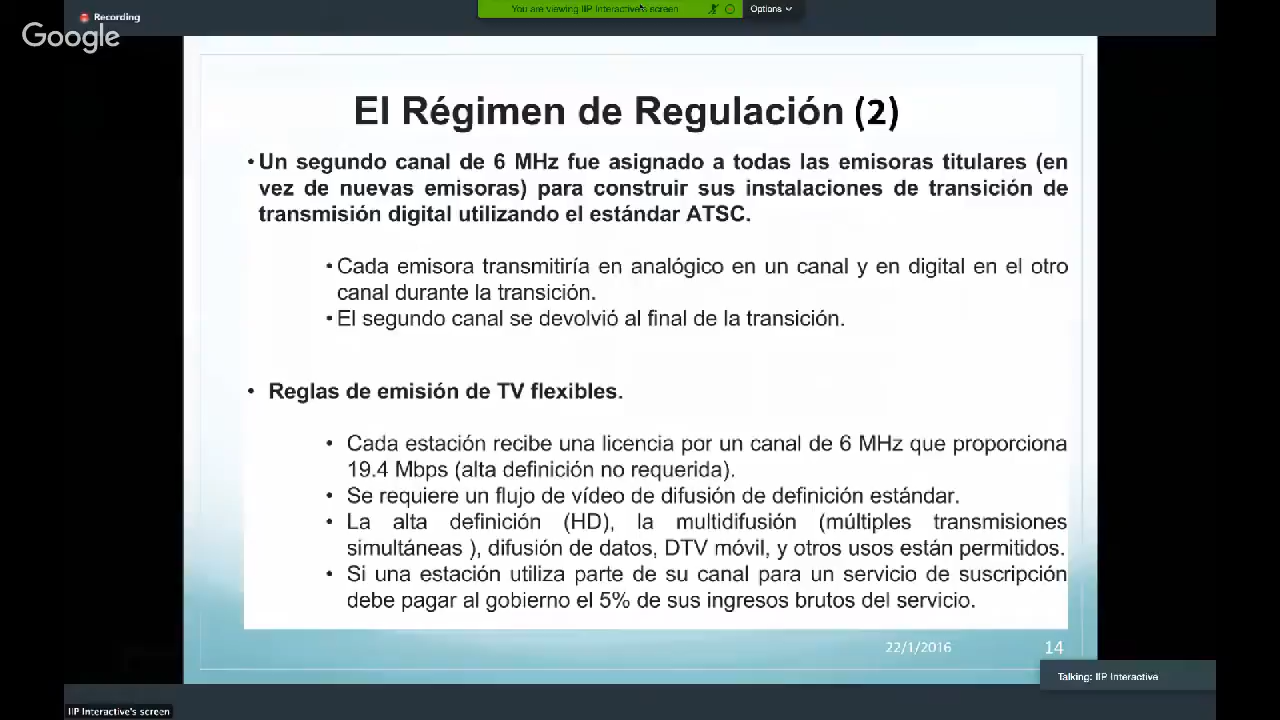 Recording
You are viewing IIP Interactive's screen
Options
Google
El Régimen de Regulación (2)
• Un segundo canal de 6 MHz fue asignado a todas las emisoras titulares (en
vez de nuevas emisoras) para construir sus instalaciones de transición de
transmisión digital utilizando el estándar ATSC.
• Cada emisora transmitiría en analógico en un canal y en digital en el otro
canal durante la transición.
• El segundo canal se devolvió al final de la transición.
• Reglas de emisión de TV flexibles.
• Cada estación recibe una licencia por un canal de 6 MHz que proporciona
19.4 Mbps (alta definición no requerida).
• Se requiere un flujo de vídeo de difusión de definición estándar.
• La alta definición (HD), la multidifusión (múltiples transmisiones
simultáneas ), difusión de datos, DTV móvil, y otros usos están permitidos.
• Si una estación utiliza parte de su canal para un servicio de suscripción
debe pagar al gobierno el 5% de sus ingresos brutos del servicio.
22/1/2016
14
Talking: IIP Interactive
IIP Interactive's screen